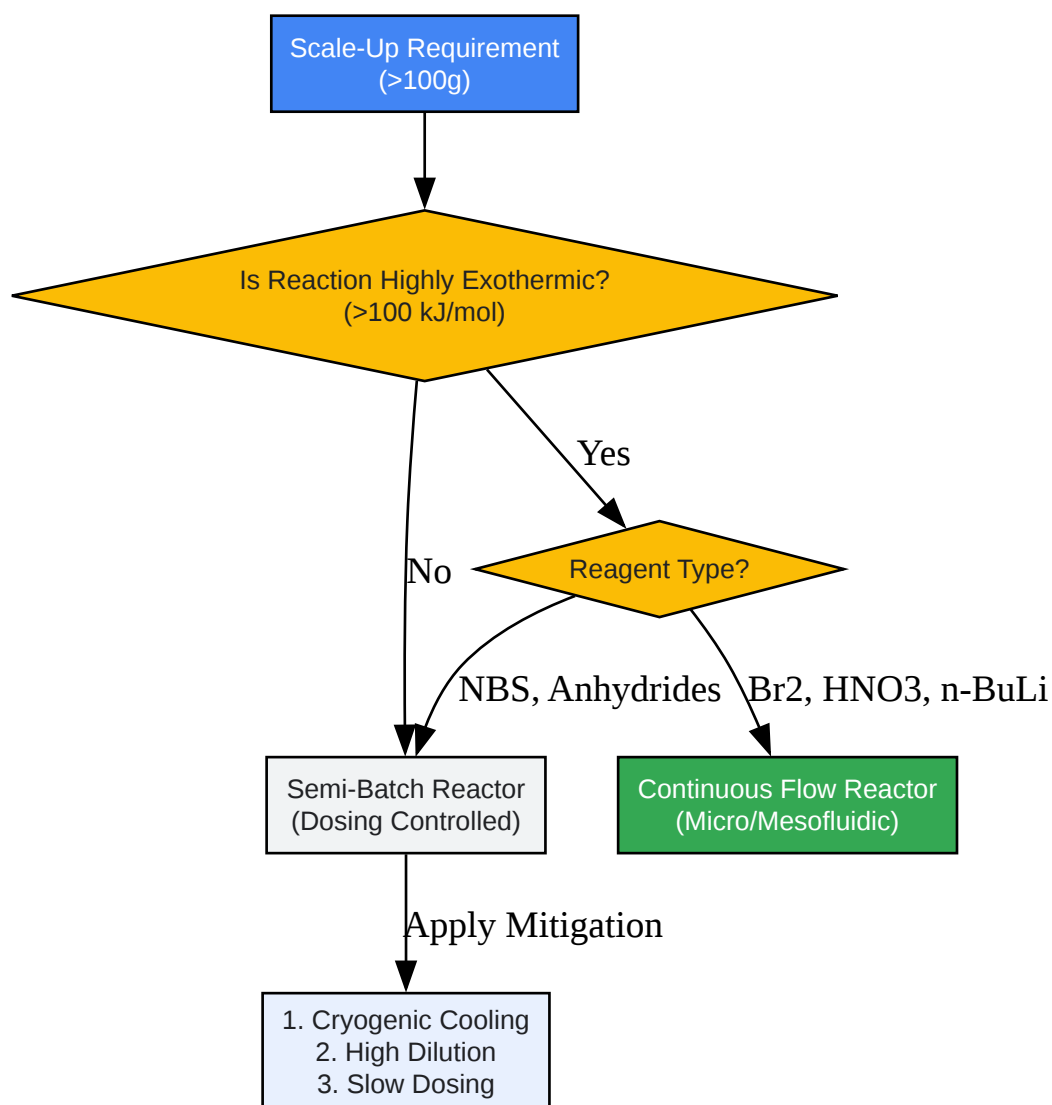 Scale-Up Requirement
(>100g)
Is Reaction Highly Exothermic?
(>100 kJ/mol)
Yes
No
Reagent Type?
NBS, Anhydrides
Br2, HNO3, n-BuLi
Semi-Batch Reactor
(Dosing Controlled)
Continuous Flow Reactor
(Micro/Mesofluidic)
Apply Mitigation
1. Cryogenic Cooling
2. High Dilution
3. Slow Dosing